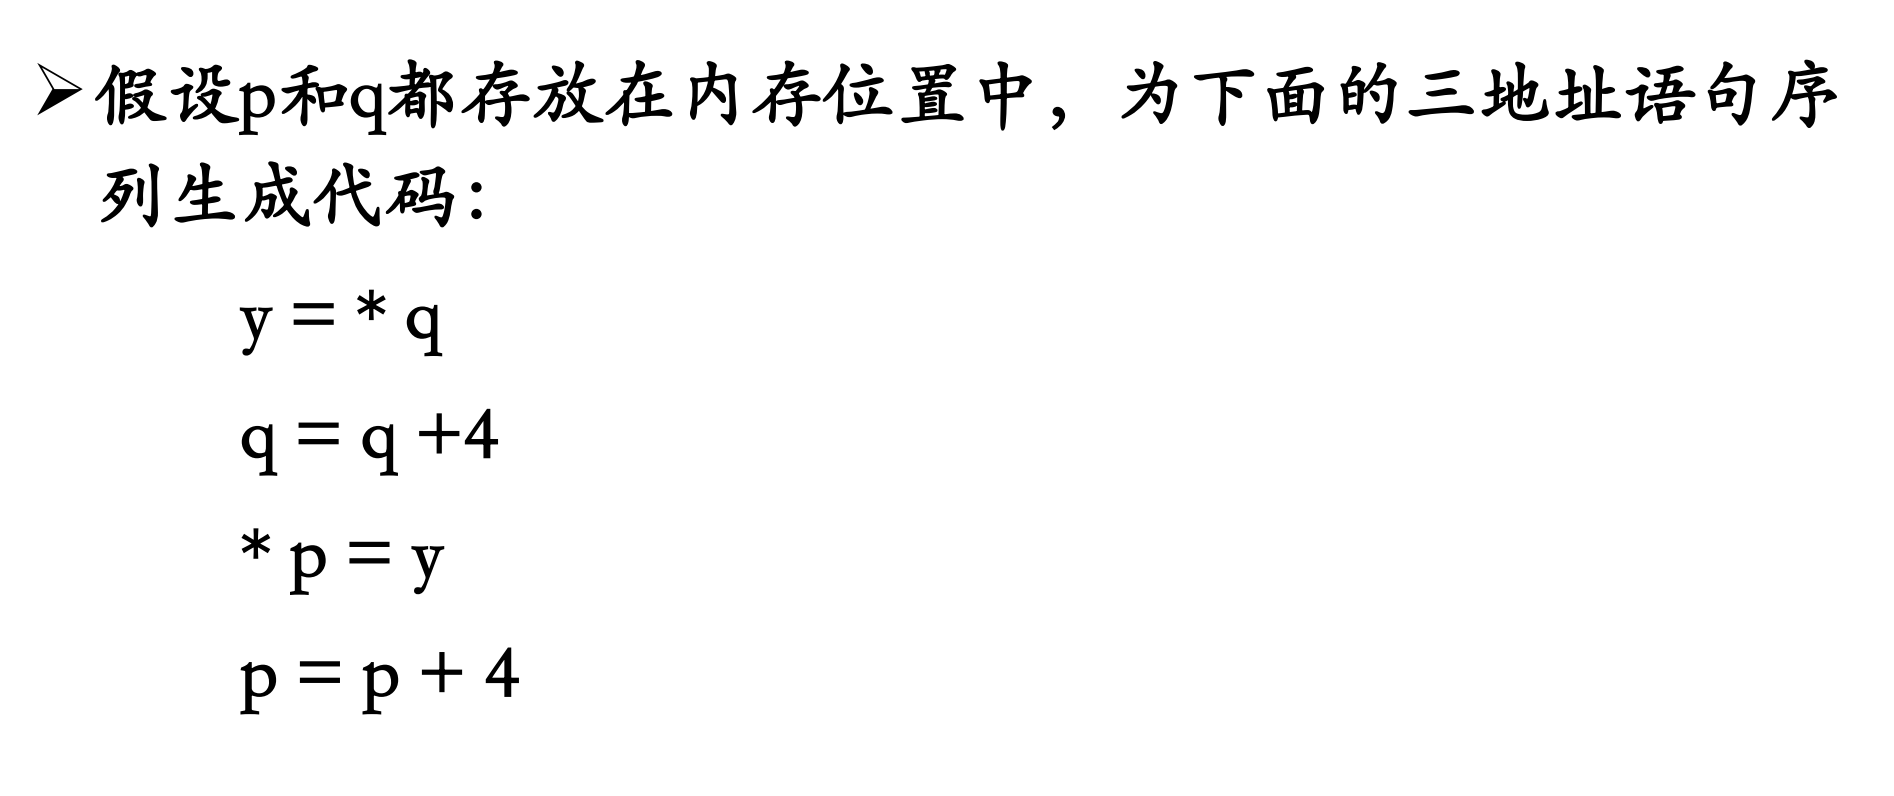 ➢假设p和q都存放在内存位置中，为下面的三地址语句序
列生成代码：
y = * q
q = q +4
* p = y
p = p + 4